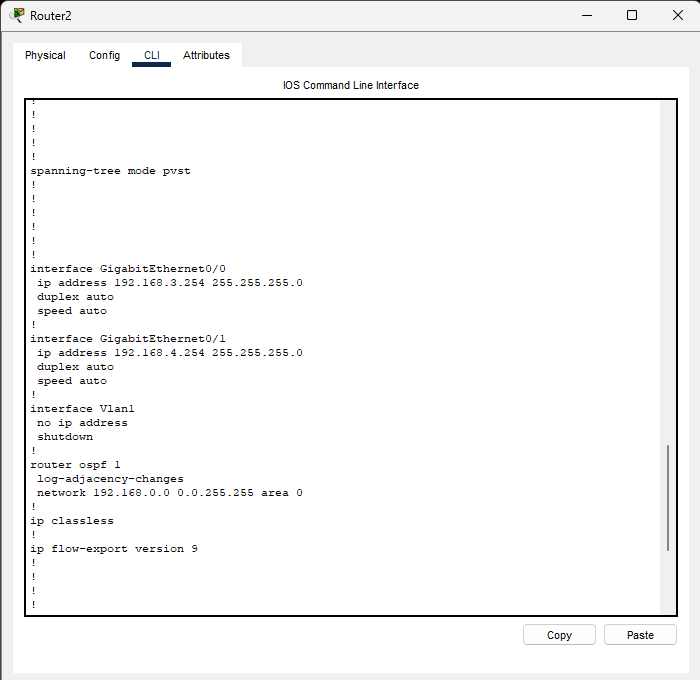 Router2
Physical Config CLI Attributes
IOS Command Line Interface
!
!
!
!
!
spanning-tree mode pvst
!
!
!
!
!
!
interface GigabitEthernet0/0
 ip address 192.168.3.254 255.255.255.0
 duplex auto
 speed auto
!
interface GigabitEthernet0/1
 ip address 192.168.4.254 255.255.255.0
 duplex auto
 speed auto
!
interface Vlan1
 no ip address
 shutdown
!
router ospf 1
 log-adjacency-changes
 network 192.168.0.0 0.0.255.255 area 0
!
ip classless
!
ip flow-export version 9
!
!
!
!
Copy Paste